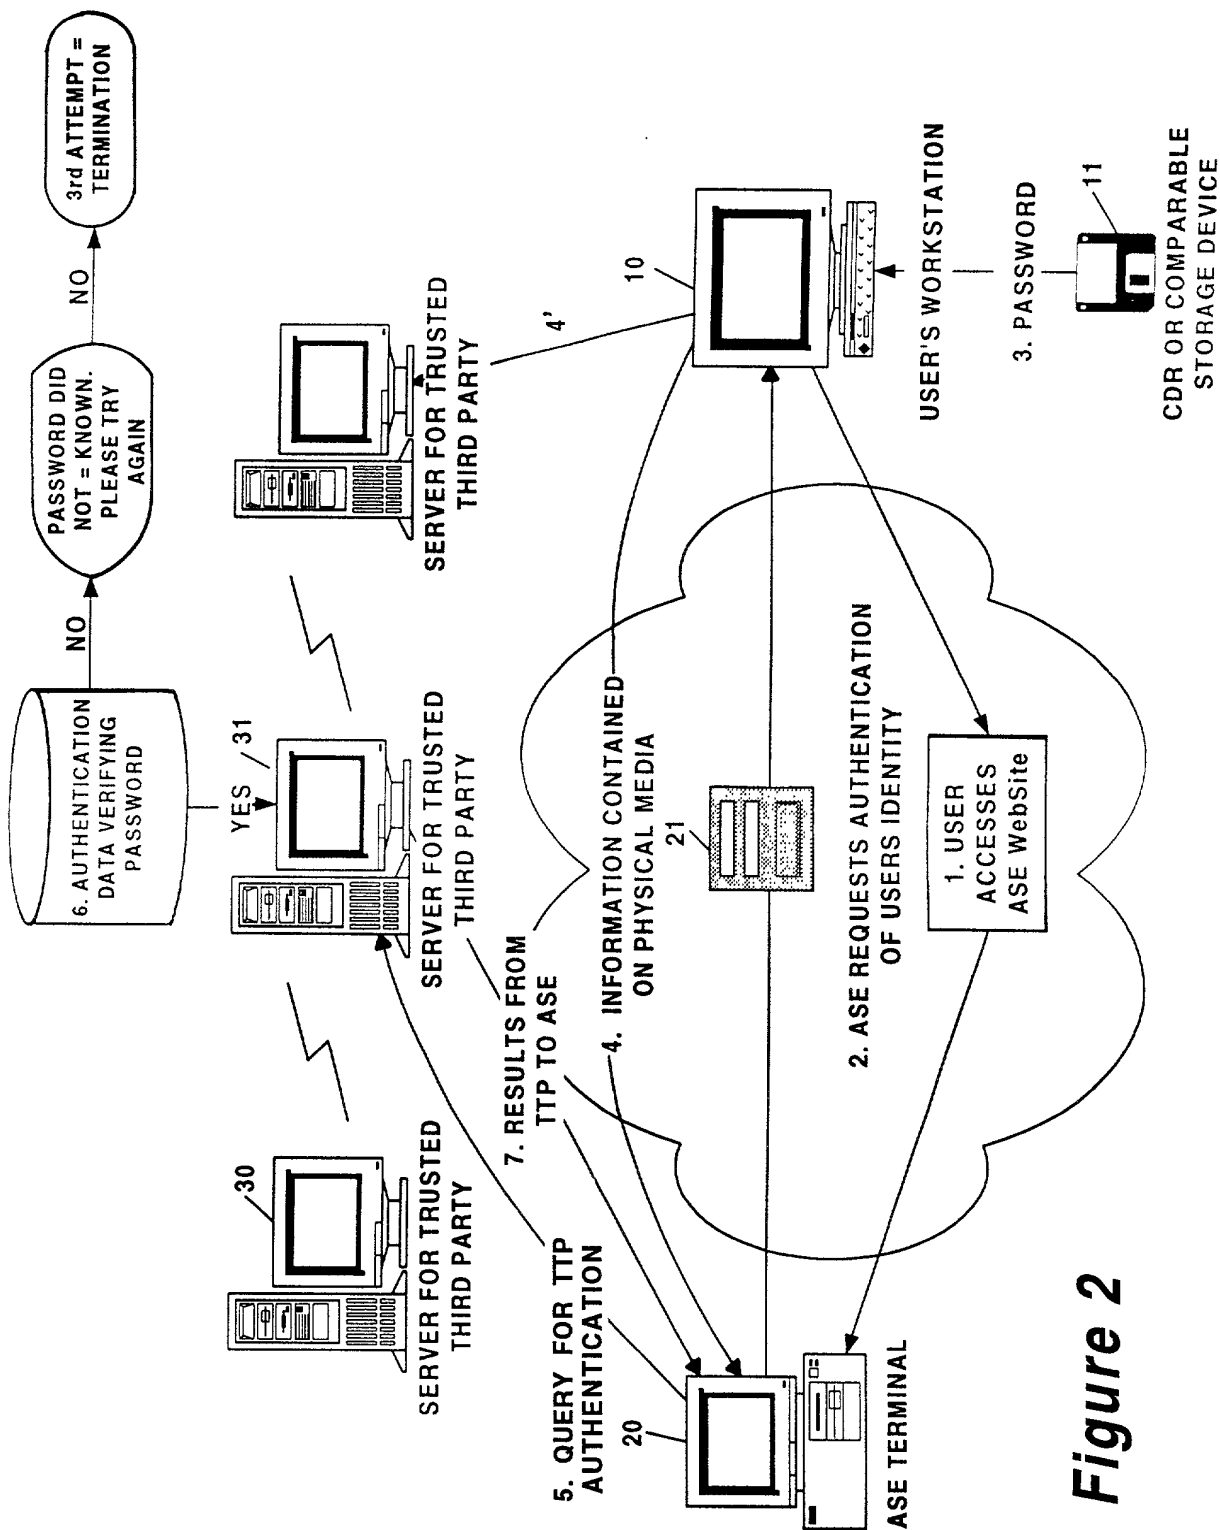 6. AUTHENTICATION
DATA VERIFYING
PASSWORD
NO
PASSWORD DID
NOT = KNOWN.
PLEASE TRY
AGAIN
NO
3rd ATTEMPT =
TERMINATION
YES
30
31
SERVER FOR TRUSTED
THIRD PARTY
SERVER FOR TRUSTED
THIRD PARTY
SERVER FOR TRUSTED
THIRD PARTY
4'
7. RESULTS FROM
TTP TO ASE
5. QUERY FOR TTP
AUTHENTICATION
4. INFORMATION CONTAINED
ON PHYSICAL MEDIA
20
21
10
2. ASE REQUESTS AUTHENTICATION
OF USERS IDENTITY
1. USER
ACCESSES
ASE WebSite
ASE TERMINAL
USER'S WORKSTATION
3. PASSWORD
11
CDR OR COMPARABLE
STORAGE DEVICE
Figure 2